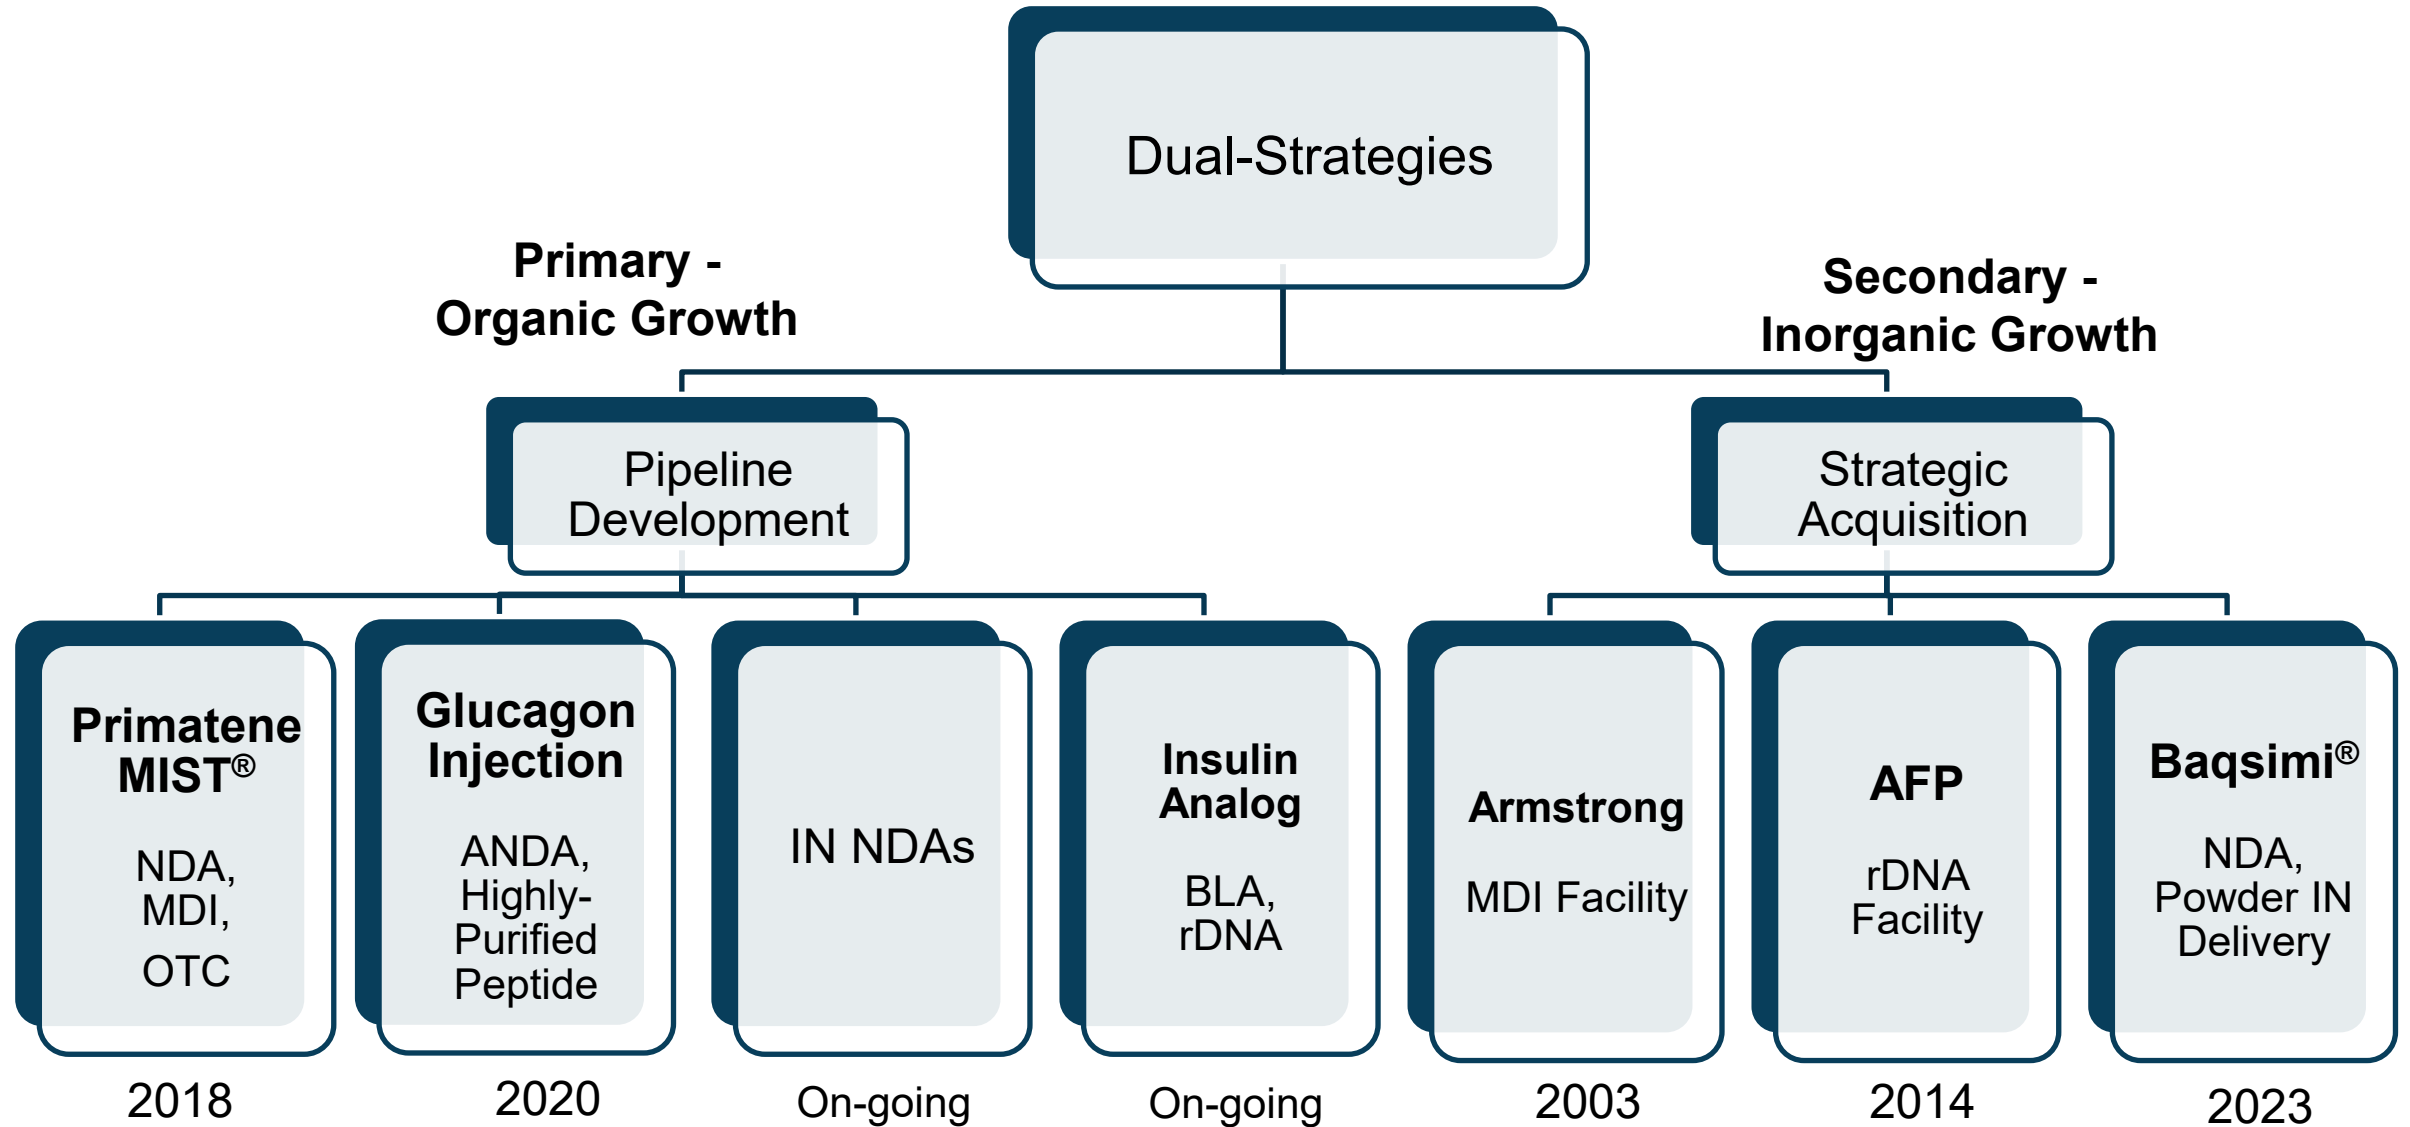 Dual-Strategies
Primary -
Organic Growth
Secondary -
Inorganic Growth
Pipeline
Development
Strategic
Acquisition
Primatene
MIST®
NDA,
MDI,
OTC
2018
Glucagon
Injection
ANDA,
Highly-
Purified
Peptide
2020
IN NDAs
On-going
Insulin
Analog
BLA,
rDNA
On-going
Armstrong
MDI Facility
2003
AFP
rDNA
Facility
2014
Baqsimi®
NDA,
Powder IN
Delivery
2023